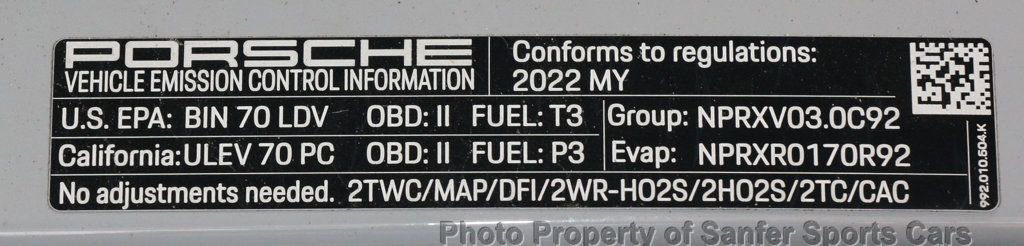 PORSCHE
VEHICLE EMISSION CONTROL INFORMATION
Conforms to regulations:
2022 MY
U.S. EPA: BIN 70 LDV OBD: II FUEL: T3
California:ULEV 70 PC OBD: II FUEL: P3
Group: NPRXV03.0C92
Evap: NPRXR0170R92
No adjustments needed. 2TWC/MAP/DFI/2WR-HO2S/2HO2S/2TC/CAC
992.010.504.K
Photo Property of Sanfer Sports Cars